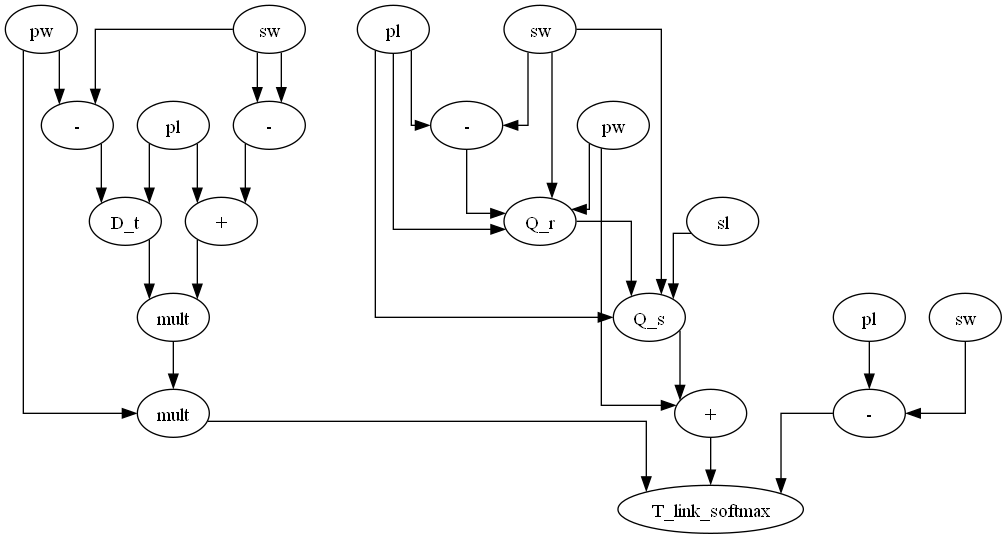 pw sw pl sw
- pl - - pw
D_t + Q_r sl
mult Q_s pl sw
mult + -
T_link_softmax